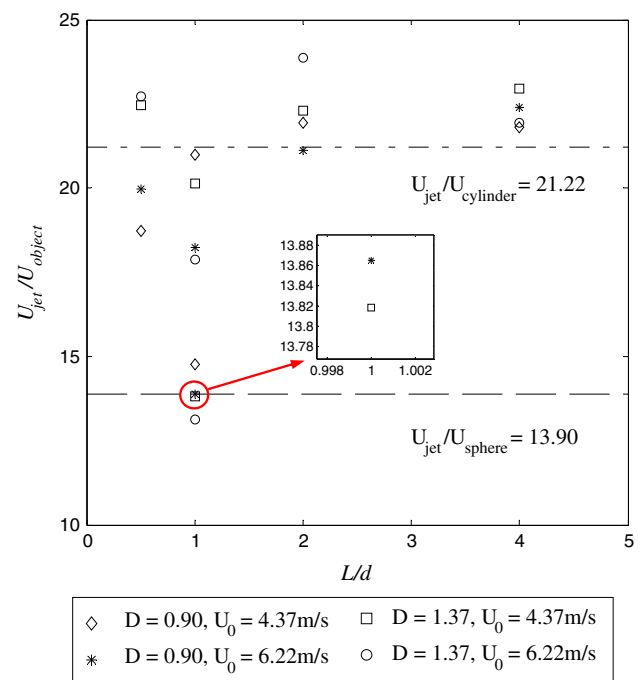 25
20
15
10
U_jet/U_object
U_jet/U_cylinder = 21.22
13.88
13.86
13.84
13.82
13.8
13.78
0.998 1 1.002
U_jet/U_sphere = 13.90
0 1 2 3 4 5
L/d
◇ D = 0.90, U_0 = 4.37m/s □ D = 1.37, U_0 = 4.37m/s
* D = 0.90, U_0 = 6.22m/s ○ D = 1.37, U_0 = 6.22m/s